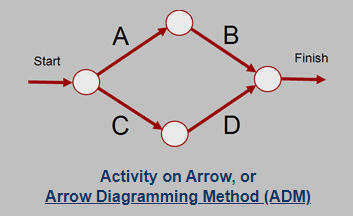 A
B
Start
Finish
C
D
Activity on Arrow, or
Arrow Diagramming Method (ADM)